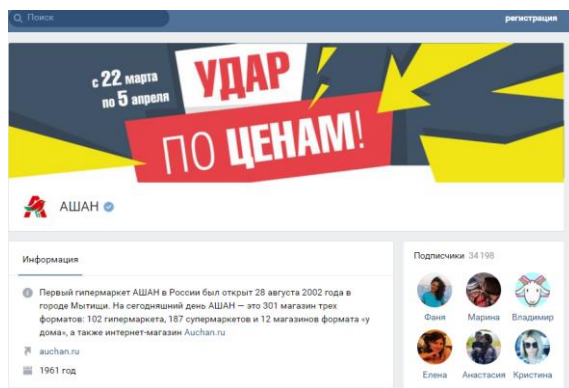 Поиск
регистрация
с 22 марта
по 5 апреля
УДАР
ПО ЦЕНАМ!
АШАН
Информация
Первый гипермаркет АШАН в России был открыт 28 августа 2002 года в
городе Мытищи. На сегодняшний день АШАН — это 301 магазин трех
форматов: 102 гипермаркета, 187 супермаркетов и 12 магазинов формата «у
дома», а также интернет-магазин Auchan.ru
auchan.ru
1961 год
Подписчики 34 198
Фаня Марина Владимир
Елена Анастасия Кристина